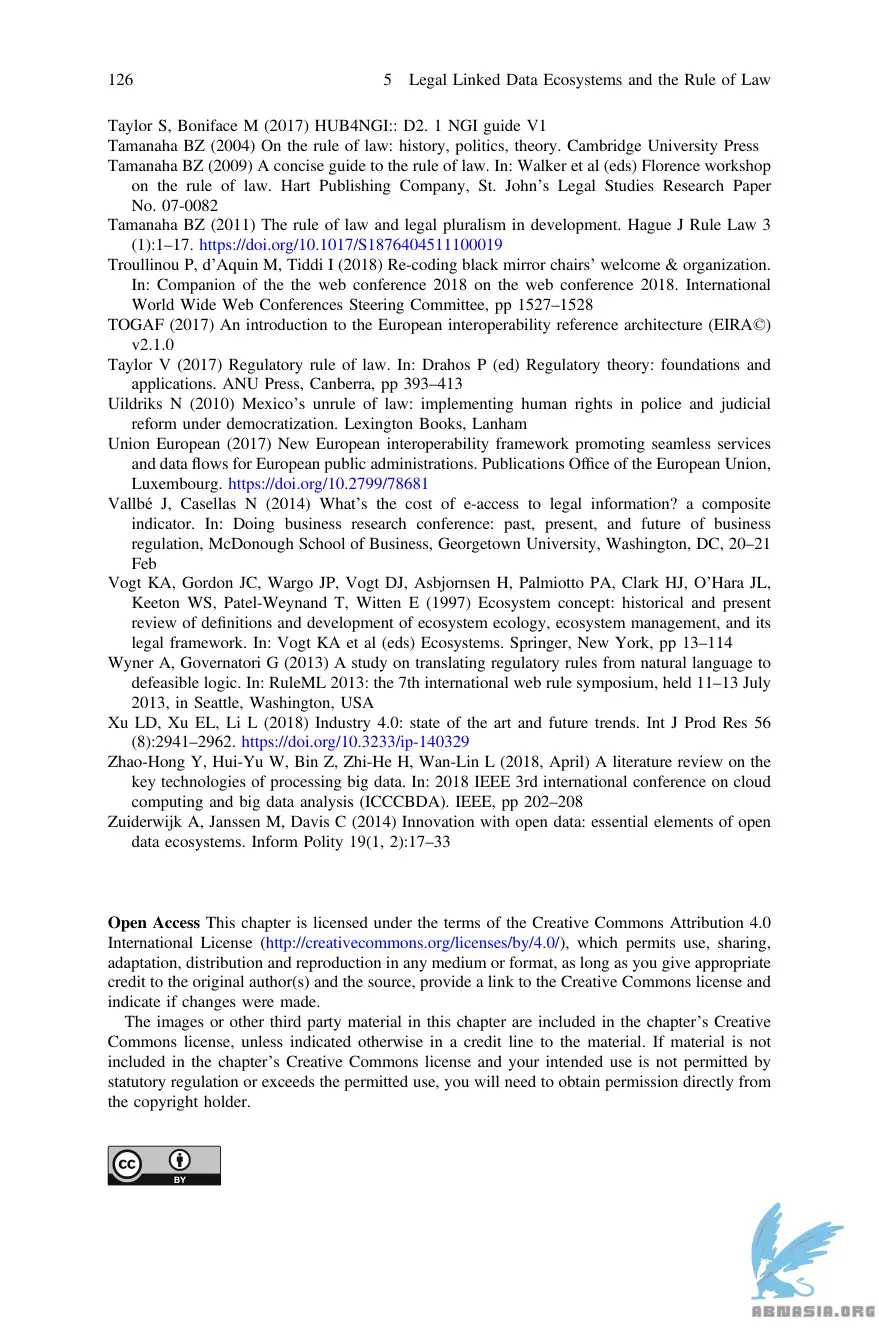 126 5 Legal Linked Data Ecosystems and the Rule of Law
Taylor S, Boniface M (2017) HUB4NGI:: D2. 1 NGI guide V1
Tamanaha BZ (2004) On the rule of law: history, politics, theory. Cambridge University Press
Tamanaha BZ (2009) A concise guide to the rule of law. In: Walker et al (eds) Florence workshop
on the rule of law. Hart Publishing Company, St. John’s Legal Studies Research Paper
No. 07-0082
Tamanaha BZ (2011) The rule of law and legal pluralism in development. Hague J Rule Law 3
(1):1–17. https://doi.org/10.1017/S1876404511100019
Troullinou P, d’Aquin M, Tiddi I (2018) Re-coding black mirror chairs’ welcome & organization.
In: Companion of the the web conference 2018 on the web conference 2018. International
World Wide Web Conferences Steering Committee, pp 1527–1528
TOGAF (2017) An introduction to the European interoperability reference architecture (EIRA©)
v2.1.0
Taylor V (2017) Regulatory rule of law. In: Drahos P (ed) Regulatory theory: foundations and
applications. ANU Press, Canberra, pp 393–413
Uildriks N (2010) Mexico’s unrule of law: implementing human rights in police and judicial
reform under democratization. Lexington Books, Lanham
Union European (2017) New European interoperability framework promoting seamless services
and data flows for European public administrations. Publications Office of the European Union,
Luxembourg. https://doi.org/10.2799/78681
Vallbé J, Casellas N (2014) What’s the cost of e-access to legal information? a composite
indicator. In: Doing business research conference: past, present, and future of business
regulation, McDonough School of Business, Georgetown University, Washington, DC, 20–21
Feb
Vogt KA, Gordon JC, Wargo JP, Vogt DJ, Asbjornsen H, Palmiotto PA, Clark HJ, O’Hara JL,
Keeton WS, Patel-Weynand T, Witten E (1997) Ecosystem concept: historical and present
review of definitions and development of ecosystem ecology, ecosystem management, and its
legal framework. In: Vogt KA et al (eds) Ecosystems. Springer, New York, pp 13–114
Wyner A, Governatori G (2013) A study on translating regulatory rules from natural language to
defeasible logic. In: RuleML 2013: the 7th international web rule symposium, held 11–13 July
2013, in Seattle, Washington, USA
Xu LD, Xu EL, Li L (2018) Industry 4.0: state of the art and future trends. Int J Prod Res 56
(8):2941–2962. https://doi.org/10.3233/ip-140329
Zhao-Hong Y, Hui-Yu W, Bin Z, Zhi-He H, Wan-Lin L (2018, April) A literature review on the
key technologies of processing big data. In: 2018 IEEE 3rd international conference on cloud
computing and big data analysis (ICCCBDA). IEEE, pp 202–208
Zuiderwijk A, Janssen M, Davis C (2014) Innovation with open data: essential elements of open
data ecosystems. Inform Polity 19(1, 2):17–33
Open Access This chapter is licensed under the terms of the Creative Commons Attribution 4.0
International License (http://creativecommons.org/licenses/by/4.0/), which permits use, sharing,
adaptation, distribution and reproduction in any medium or format, as long as you give appropriate
credit to the original author(s) and the source, provide a link to the Creative Commons license and
indicate if changes were made.
The images or other third party material in this chapter are included in the chapter’s Creative
Commons license, unless indicated otherwise in a credit line to the material. If material is not
included in the chapter’s Creative Commons license and your intended use is not permitted by
statutory regulation or exceeds the permitted use, you will need to obtain permission directly from
the copyright holder.
cc
BY
ABNASIA.ORG